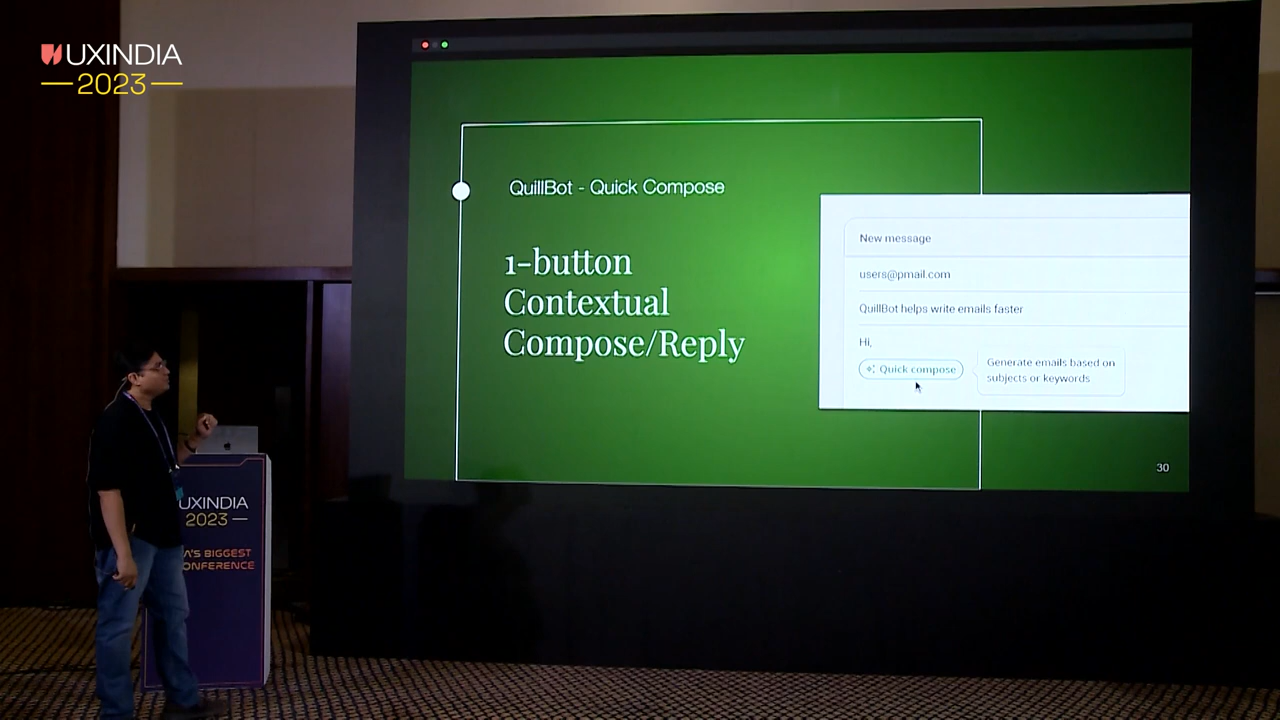 UXINDIA
2023
QuillBot - Quick Compose
1-button
Contextual
Compose/Reply
New message
users@pmail.com
QuillBot helps write emails faster
Hi,
Quick compose
Generate emails based on
subjects or keywords
30
UXINDIA
2023
A'S BIGGEST
ONFERENCE